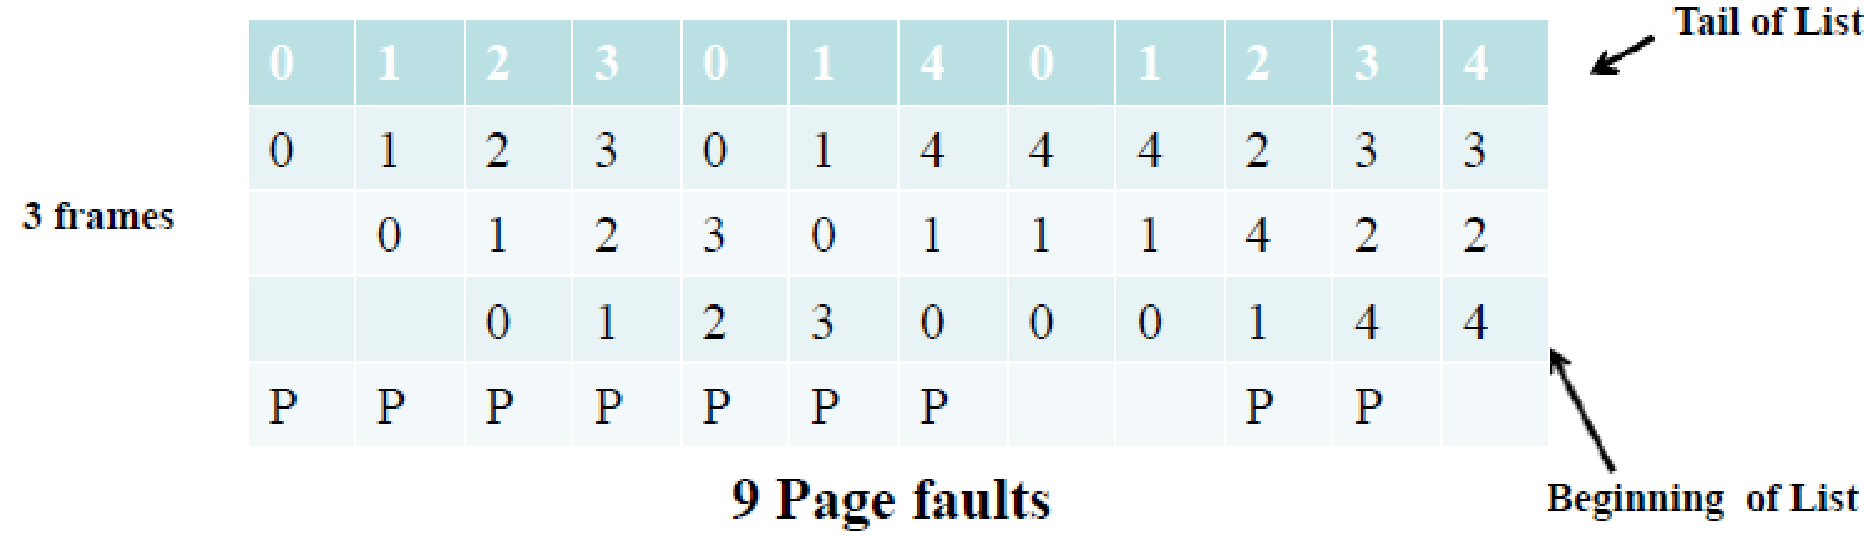 Tail of List
0 1 2 3 0 1 4 0 1 2 3 4
0 1 2 3 0 1 4 4 4 2 3 3
3 frames
0 1 2 3 0 1 1 1 4 2 2
0 1 2 3 0 0 0 1 4 4
P P P P P P P P P
9 Page faults
Beginning of List